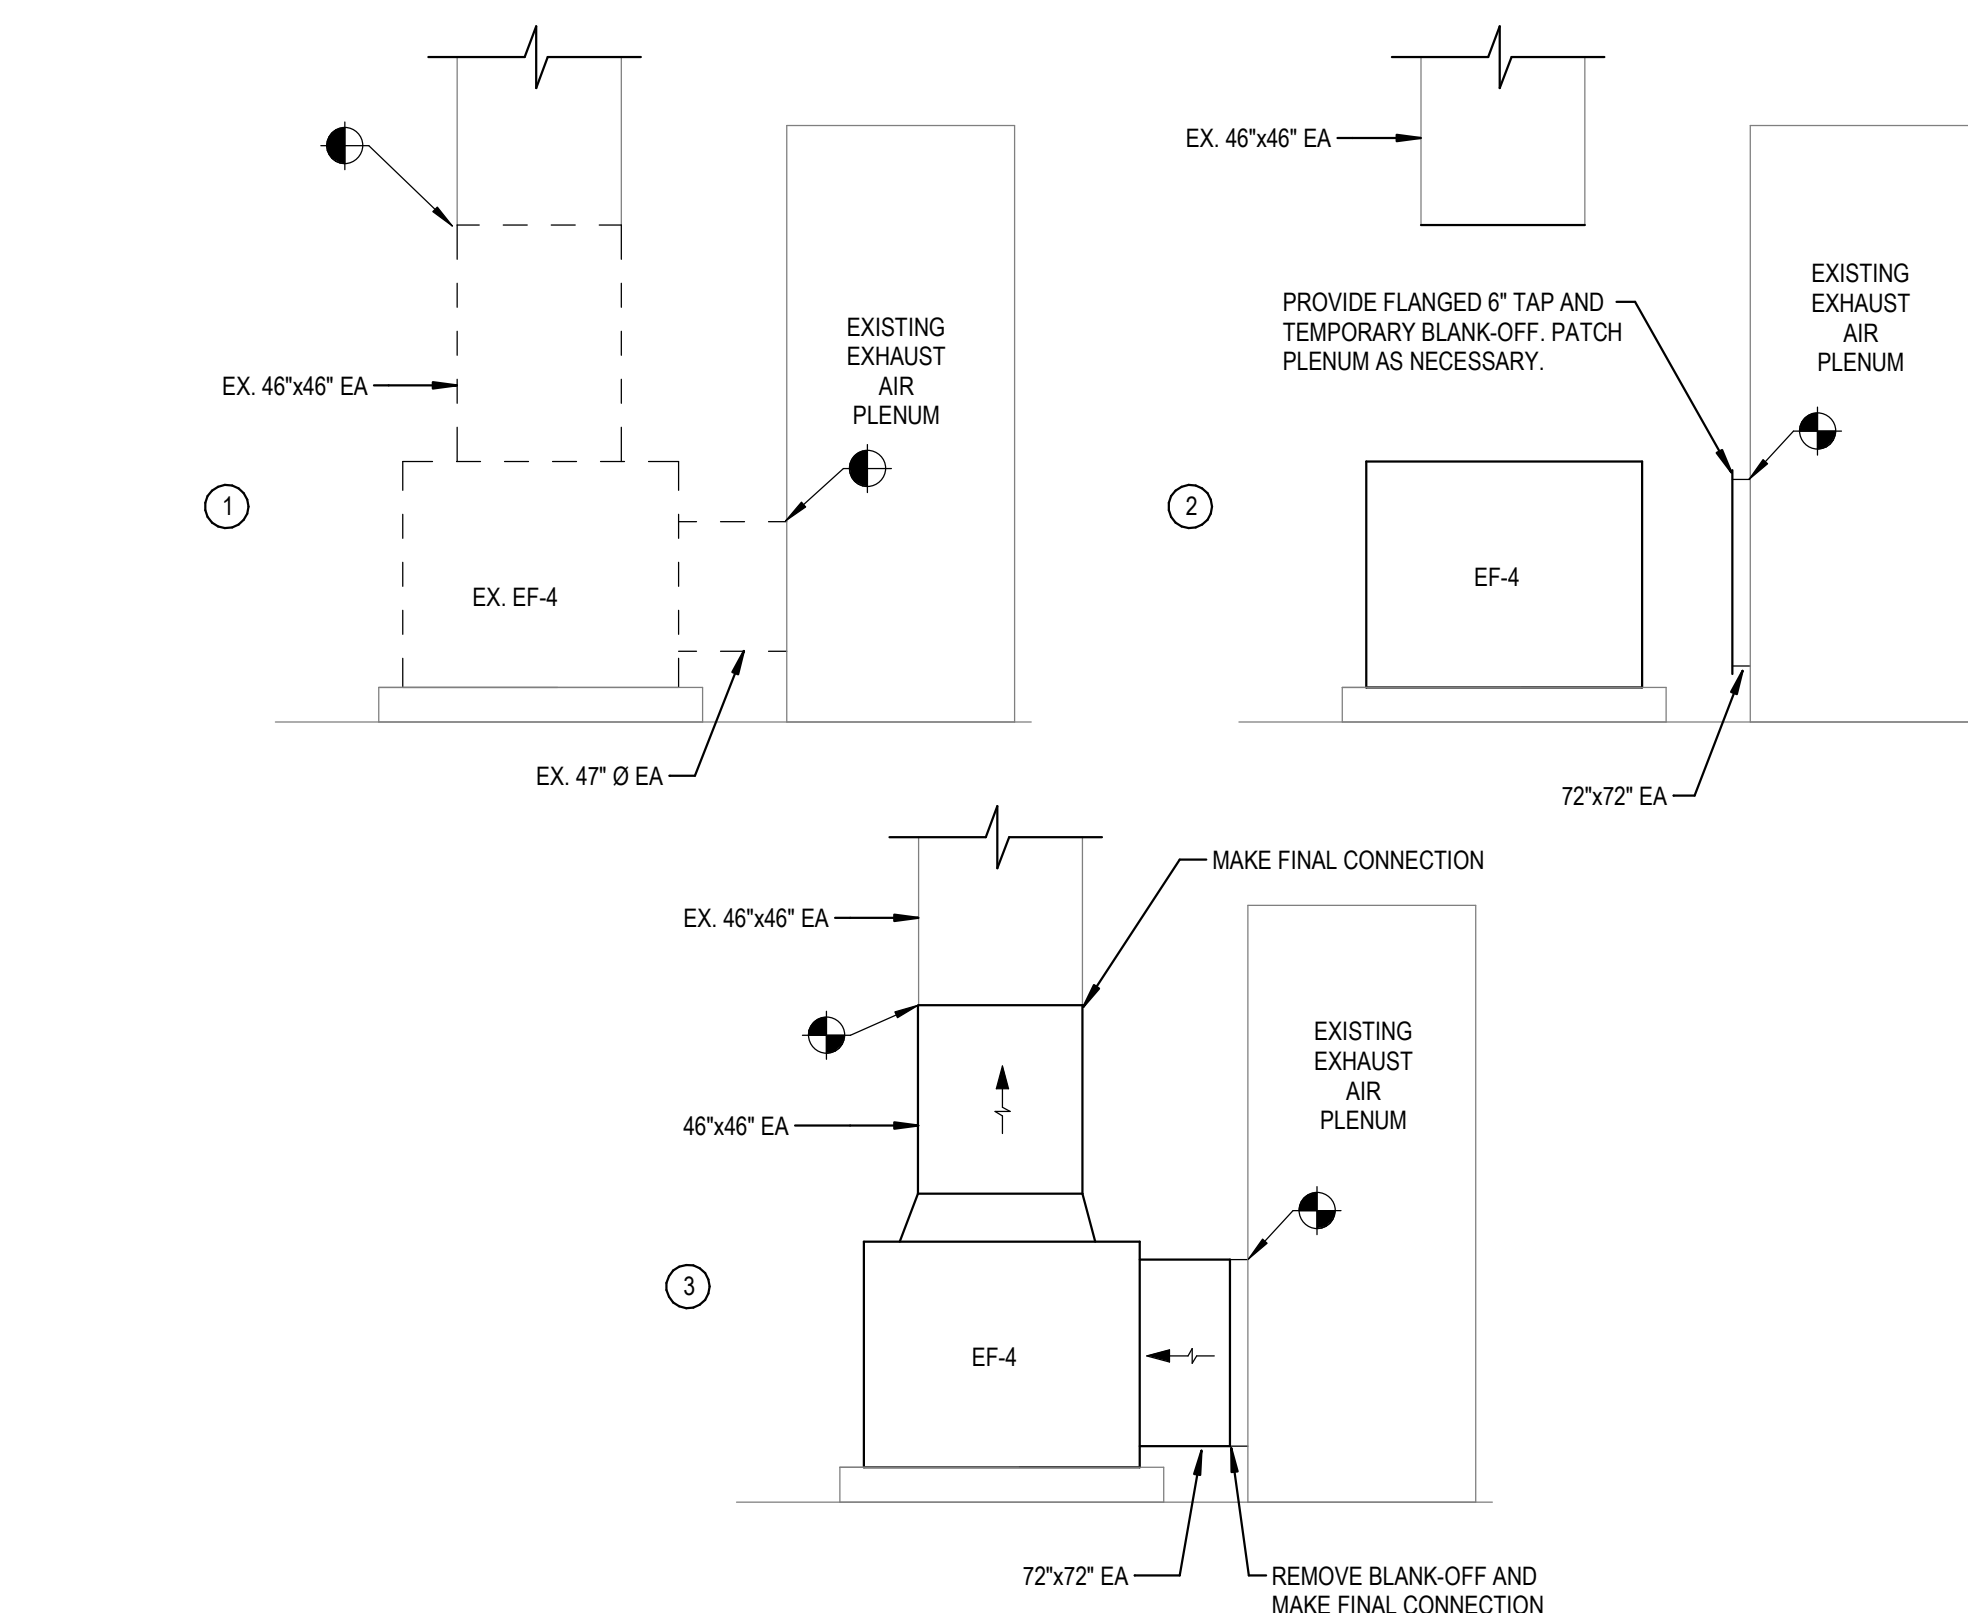 EXISTING
EXHAUST
AIR
PLENUM
EX. 46"x46" EA
1
EX. EF-4
EX. 47" Ø EA
EX. 46"x46" EA
EXISTING
EXHAUST
AIR
PLENUM
PROVIDE FLANGED 6" TAP AND
TEMPORARY BLANK-OFF. PATCH
PLENUM AS NECESSARY.
2
EF-4
72"x72" EA
MAKE FINAL CONNECTION
EX. 46"x46" EA
EXISTING
EXHAUST
AIR
PLENUM
46"x46" EA
3
EF-4
72"x72" EA
REMOVE BLANK-OFF AND
MAKE FINAL CONNECTION